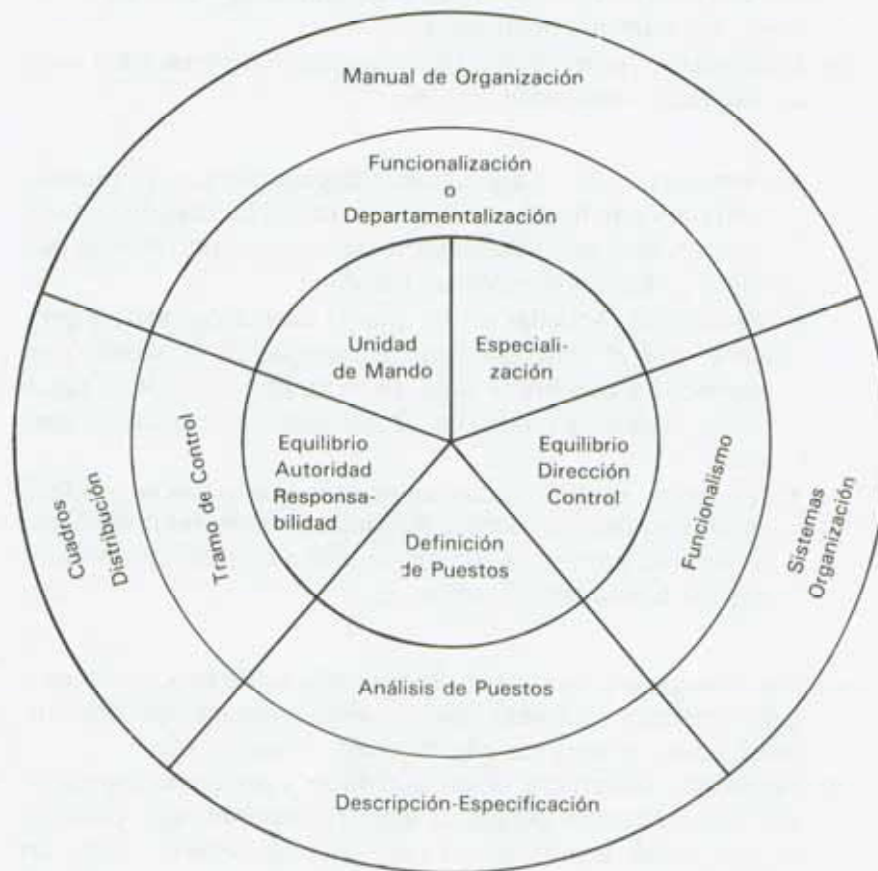 Manual de Organización
Funcionalización
o
Departamentalización
Unidad
de Mando
Especiali-
zación
Equilibrio
Autoridad
Responsa-
bilidad
Equilibrio
Dirección
Control
Definición
de Puestos
Tramo de Control
Cuadros
Distribución
Funcionalismo
Sistemas
Organización
Análisis de Puestos
Descripción-Especificación